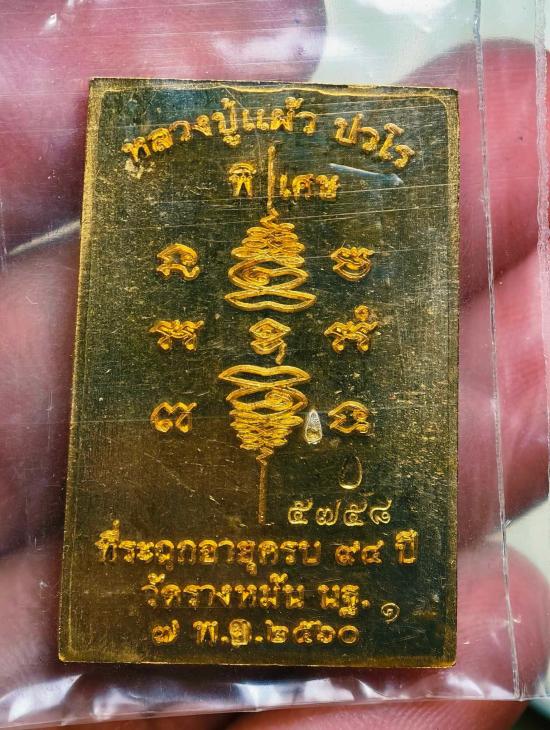 หลวงปู่แผ้ว ปวโร
พิเศษ
๕๗๕๘
ที่ระฦกอายุครบ ๙๔ ปี
วัดรางหมัน นฐ.
๑
๗ พ.ย.๒๕๖๐